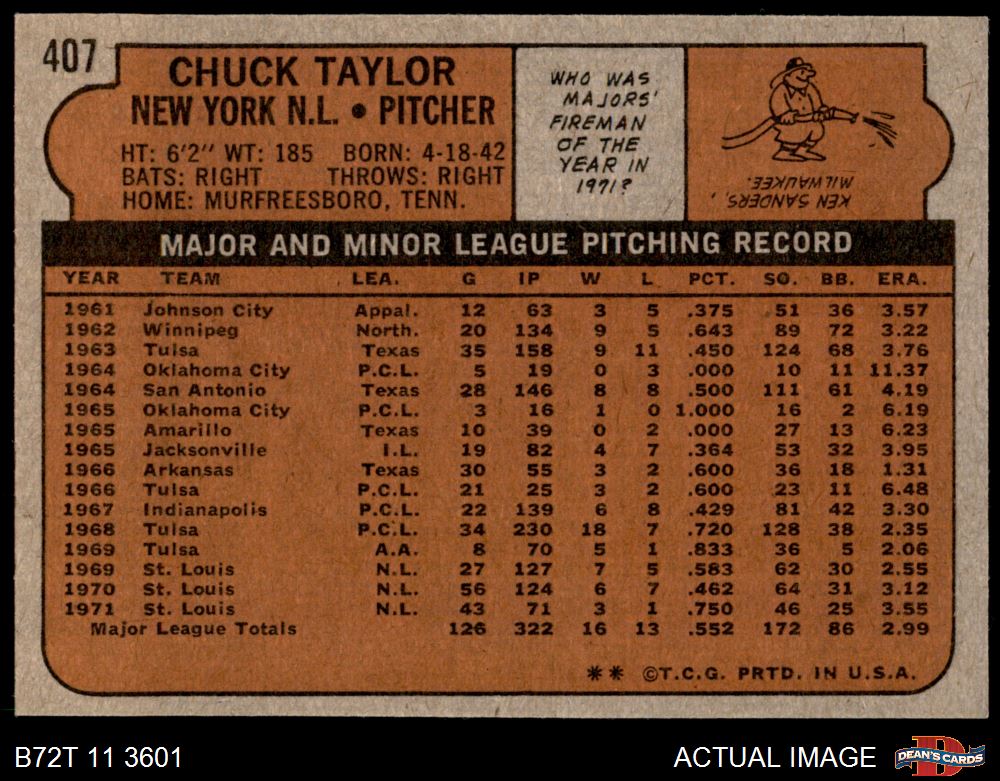 407
CHUCK TAYLOR
NEW YORK N.L. • PITCHER
HT: 6'2" WT: 185 BORN: 4-18-42
BATS: RIGHT THROWS: RIGHT
HOME: MURFREESBORO, TENN.
WHO WAS
MAJORS'
FIREMAN
OF THE
YEAR IN
1971?
KEN SANDERS,
MILWAUKEE.
MAJOR AND MINOR LEAGUE PITCHING RECORD
YEAR TEAM LEA. G IP W L PCT. SO. BB. ERA.
1961 Johnson City Appal. 12 63 3 5 .375 51 36 3.57
1962 Winnipeg North. 20 134 9 5 .643 89 72 3.22
1963 Tulsa Texas 35 158 9 11 .450 124 68 3.76
1964 Oklahoma City P.C.L. 5 19 0 3 .000 10 11 11.37
1964 San Antonio Texas 28 146 8 8 .500 111 61 4.19
1965 Oklahoma City P.C.L. 3 16 1 0 1.000 16 2 6.19
1965 Amarillo Texas 10 39 0 2 .000 27 13 6.23
1965 Jacksonville I.L. 19 82 4 7 .364 53 32 3.95
1966 Arkansas Texas 30 55 3 2 .600 36 18 1.31
1966 Tulsa P.C.L. 21 25 3 2 .600 23 11 6.48
1967 Indianapolis P.C.L. 22 139 6 8 .429 81 42 3.30
1968 Tulsa P.C.L. 34 230 18 7 .720 128 38 2.35
1969 Tulsa A.A. 8 70 5 1 .833 36 5 2.06
1969 St. Louis N.L. 27 127 7 5 .583 62 30 2.55
1970 St. Louis N.L. 56 124 6 7 .462 64 31 3.12
1971 St. Louis N.L. 43 71 3 1 .750 46 25 3.55
Major League Totals 126 322 16 13 .552 172 86 2.99
** ©T.C.G. PRTD. IN U.S.A.
B72T 11 3601
ACTUAL IMAGE
DEAN'S CARDS